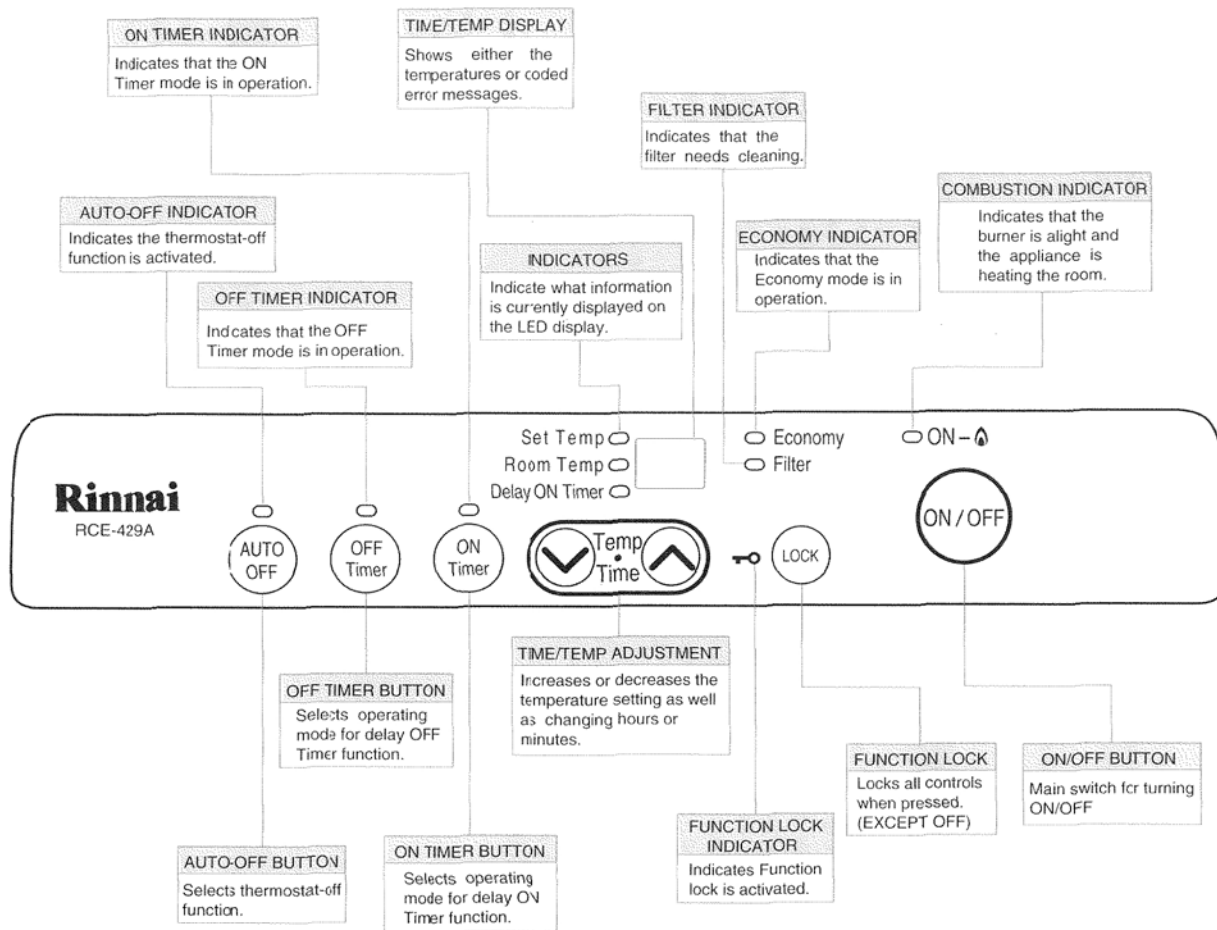 ON TIMER INDICATOR
Indicates that the ON
Timer mode is in operation.
TIME/TEMP DISPLAY
Shows either the
temperatures or coded
error messages.
FILTER INDICATOR
Indicates that the
filter needs cleaning.
COMBUSTION INDICATOR
Indicates that the
burner is alight and
the appliance is
heating the room.
AUTO-OFF INDICATOR
Indicates the thermostat-off
function is activated.
ECONOMY INDICATOR
Indicates that the
Economy mode is in
operation.
INDICATORS
Indicate what information
is currently displayed on
the LED display.
OFF TIMER INDICATOR
Indicates that the OFF
Timer mode is in operation.
Set Temp
Room Temp
Delay ON Timer
Economy
Filter
ON –
Rinnai
RCE-429A
AUTO
OFF
OFF
Timer
ON
Timer
Temp
•
Time
LOCK
ON / OFF
TIME/TEMP ADJUSTMENT
Increases or decreases the
temperature setting as well
as changing hours or
minutes.
OFF TIMER BUTTON
Selects operating
mode for delay OFF
Timer function.
FUNCTION LOCK
Locks all controls
when pressed.
(EXCEPT OFF)
ON/OFF BUTTON
Main switch for turning
ON/OFF
FUNCTION LOCK
INDICATOR
Indicates Function
lock is activated.
AUTO-OFF BUTTON
Selects thermostat-off
function.
ON TIMER BUTTON
Selects operating
mode for delay ON
Timer function.